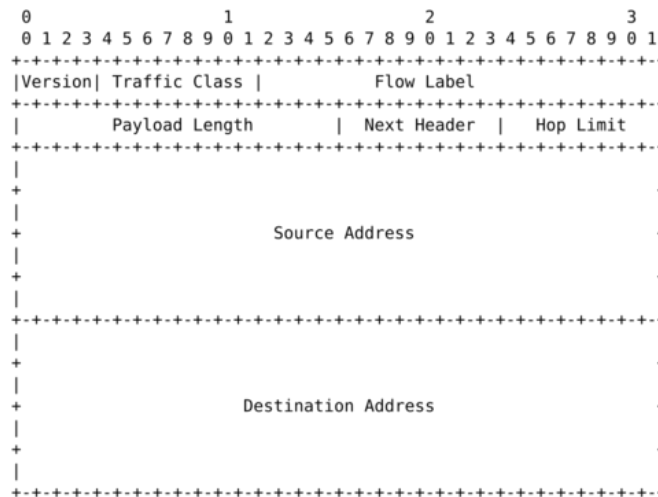 0                   1                   2                   3
0 1 2 3 4 5 6 7 8 9 0 1 2 3 4 5 6 7 8 9 0 1 2 3 4 5 6 7 8 9 0 1
+-+-+-+-+-+-+-+-+-+-+-+-+-+-+-+-+-+-+-+-+-+-+-+-+-+-+-+-+-+-+-+-
|Version| Traffic Class |           Flow Label
+-+-+-+-+-+-+-+-+-+-+-+-+-+-+-+-+-+-+-+-+-+-+-+-+-+-+-+-+-+-+-+-
|         Payload Length        |  Next Header  |   Hop Limit
+-+-+-+-+-+-+-+-+-+-+-+-+-+-+-+-+-+-+-+-+-+-+-+-+-+-+-+-+-+-+-+-
|
+
|
+                         Source Address
|
+
|
+-+-+-+-+-+-+-+-+-+-+-+-+-+-+-+-+-+-+-+-+-+-+-+-+-+-+-+-+-+-+-+-
|
+
|
+                      Destination Address
|
+
|
+-+-+-+-+-+-+-+-+-+-+-+-+-+-+-+-+-+-+-+-+-+-+-+-+-+-+-+-+-+-+-+-